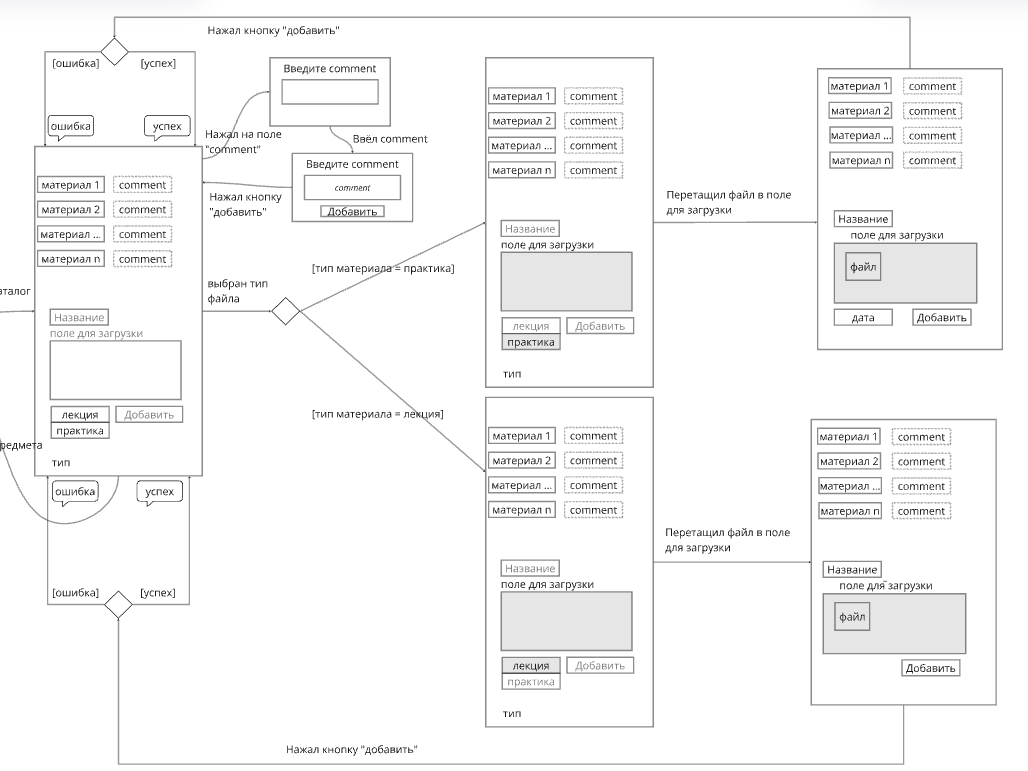 Нажал кнопку "добавить"
[ошибка]
[успех]
ошибка
успех
Введите comment
Нажал на поле
"comment"
Ввёл comment
Введите comment
comment
Добавить
Нажал кнопку
"добавить"
материал 1
comment
материал 2
comment
материал ...
comment
материал n
comment
Название
поле для загрузки
лекция
Добавить
практика
тип
ошибка
успех
[ошибка]
[успех]
выбран тип
файла
[тип материала = практика]
[тип материала = лекция]
материал 1
comment
материал 2
comment
материал ...
comment
материал n
comment
Название
поле для загрузки
лекция
Добавить
практика
тип
Перетащил файл в поле
для загрузки
материал 1
comment
материал 2
comment
материал ...
comment
материал n
comment
Название
поле для загрузки
файл
дата
Добавить
материал 1
comment
материал 2
comment
материал ...
comment
материал n
comment
Название
поле для загрузки
лекция
Добавить
практика
тип
Перетащил файл в поле
для загрузки
материал 1
comment
материал 2
comment
материал ...
comment
материал n
comment
Название
поле для загрузки
файл
Добавить
Нажал кнопку "добавить"